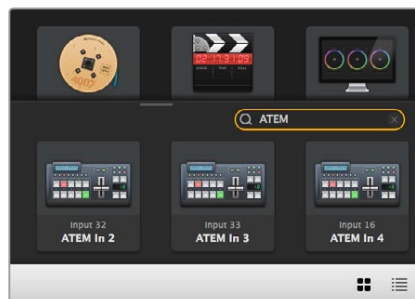 ATEM
Input 32
ATEM In 2
Input 33
ATEM In 3
Input 16
ATEM In 4